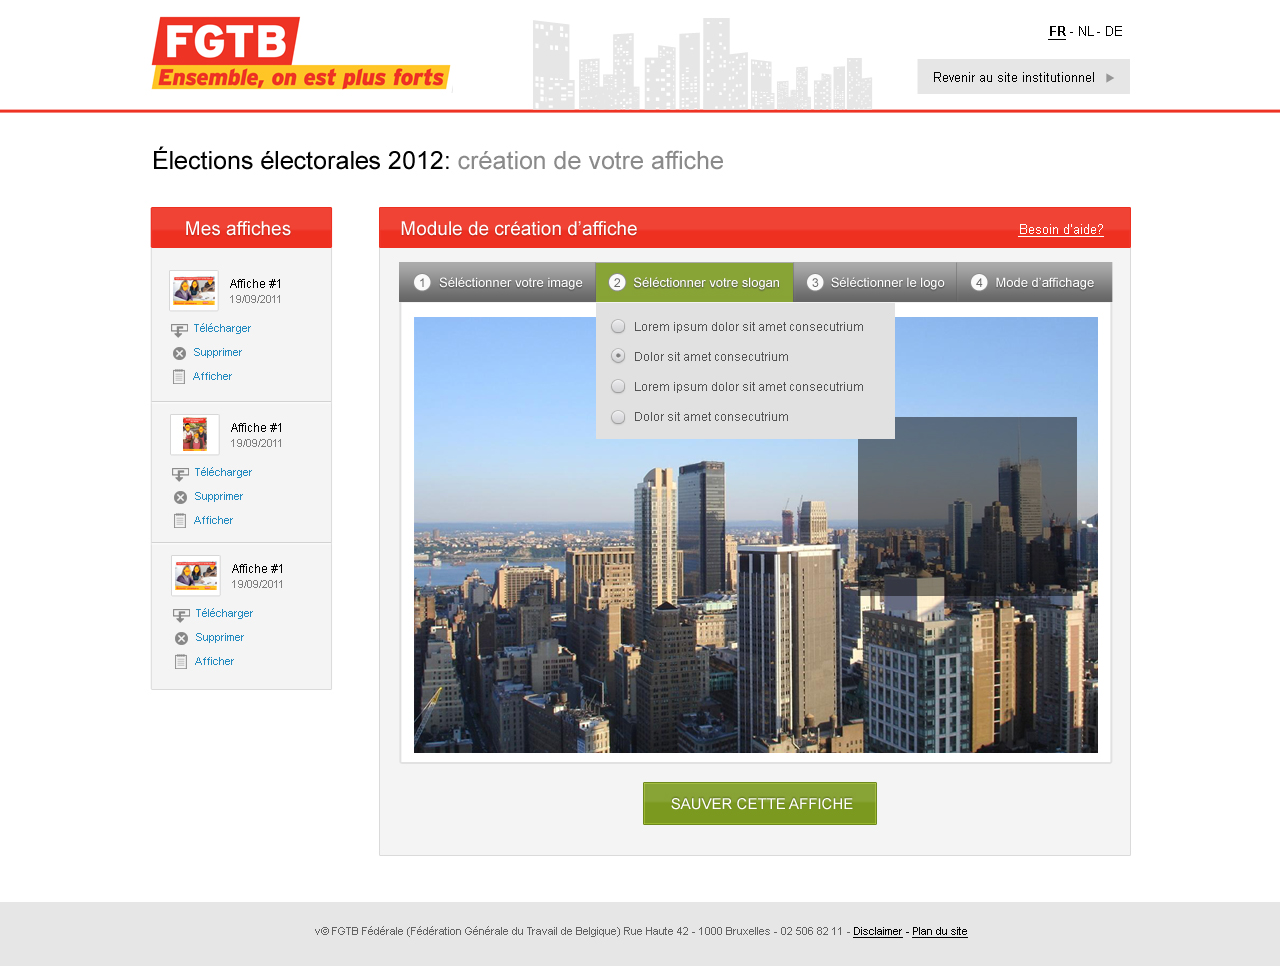 FGTB
Ensemble, on est plus forts
FR - NL - DE
Revenir au site institutionnel
Élections électorales 2012: création de votre affiche
Mes affiches
Affiche #1
19/09/2011
Télécharger
Supprimer
Afficher
Affiche #1
19/09/2011
Télécharger
Supprimer
Afficher
Affiche #1
19/09/2011
Télécharger
Supprimer
Afficher
Module de création d'affiche
Besoin d'aide?
1 Séléctionner votre image
2 Séléctionner votre slogan
3 Séléctionner le logo
4 Mode d'affichage
Lorem ipsum dolor sit amet consecutrium
Dolor sit amet consecutrium
Lorem ipsum dolor sit amet consecutrium
Dolor sit amet consecutrium
SAUVER CETTE AFFICHE
v© FGTB Fédérale (Fédération Générale du Travail de Belgique) Rue Haute 42 - 1000 Bruxelles - 02 506 82 11 - Disclaimer - Plan du site